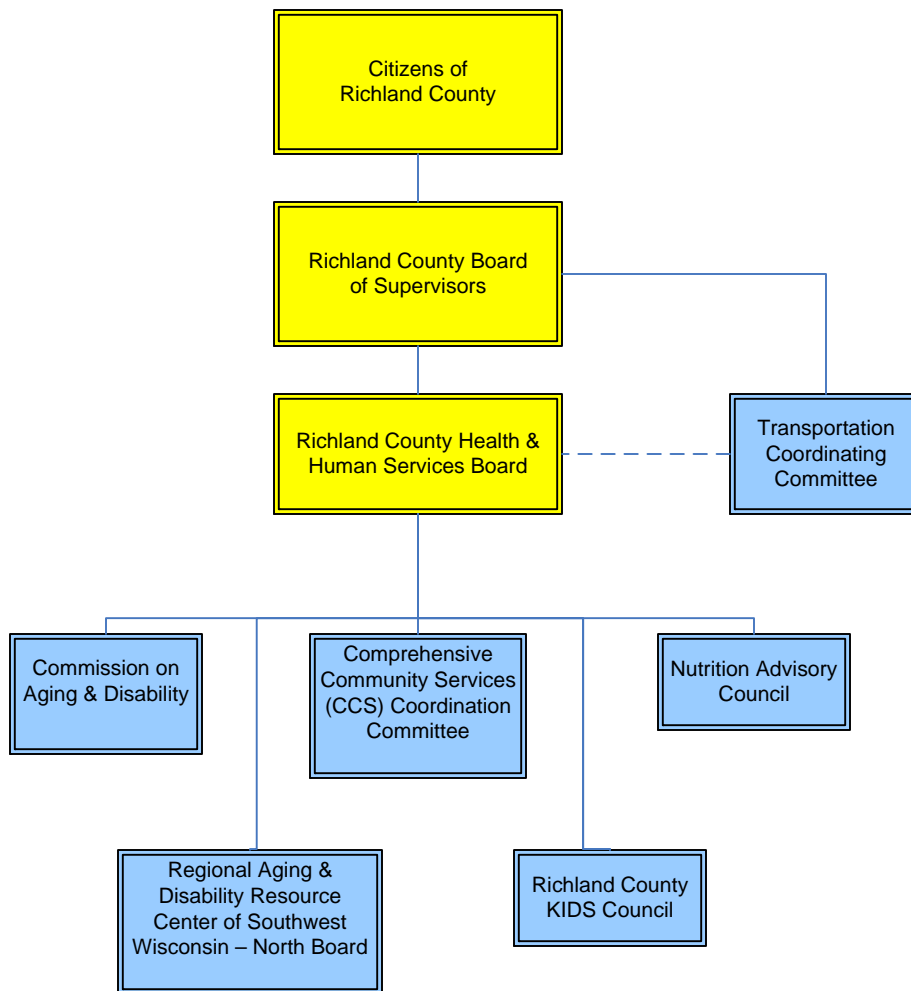 Citizens of
Richland County
Richland County Board
of Supervisors
Richland County Health &
Human Services Board
Transportation
Coordinating
Committee
Commission on
Aging & Disability
Comprehensive
Community Services
(CCS) Coordination
Committee
Nutrition Advisory
Council
Regional Aging &
Disability Resource
Center of Southwest
Wisconsin – North Board
Richland County
KIDS Council